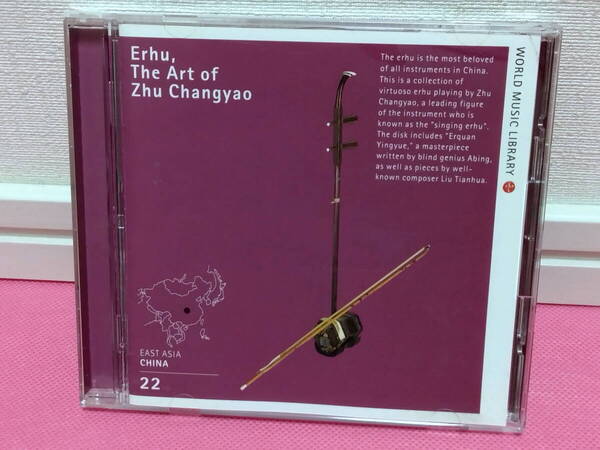 Erhu,
The Art of
Zhu Changyao
The erhu is the most beloved
of all instruments in China.
This is a collection of
virtuoso erhu playing by Zhu
Changyao, a leading figure
of the instrument who is
known as the "singing erhu".
The disk includes "Erquan
Yingyue," a masterpiece
written by blind genius Abing,
as well as pieces by well-
known composer Liu Tianhua.
WORLD MUSIC LIBRARY
EAST ASIA
CHINA
22